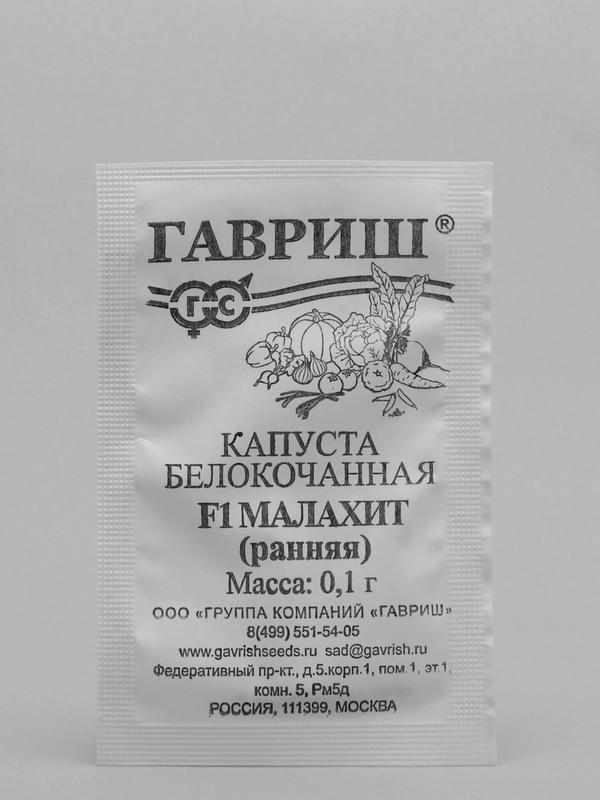 ГАВРИШ®
ГС
КАПУСТА
БЕЛОКОЧАННАЯ
F1 МАЛАХИТ
(ранняя)
Масса: 0,1 г
ООО «ГРУППА КОМПАНИЙ «ГАВРИШ»
8(499) 551-54-05
www.gavrishseeds.ru sad@gavrish.ru
Федеративный пр-кт., д.5.корп.1, пом.1, эт.1,
комн. 5, Рм5д
РОССИЯ, 111399, МОСКВА